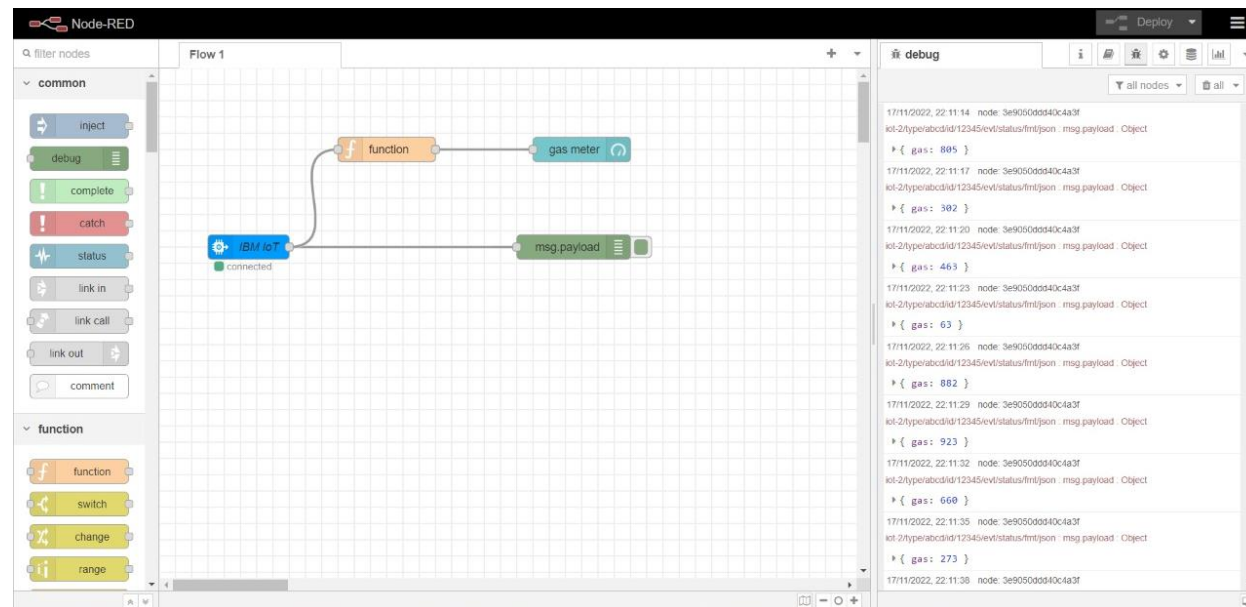 Node-RED
Deploy
filter nodes
Flow 1
debug
all nodes
all
common
inject
debug
complete
catch
status
link in
link call
link out
comment
function
function
switch
change
range
function
gas meter
IBM IoT
connected
msg.payload
17/11/2022, 22:11:14 node: 3e9050ddd40c4a3f
iot-2/type/abcd/id/12345/evt/status/fmt/json : msg.payload : Object
{ gas: 805 }
17/11/2022, 22:11:17 node: 3e9050ddd40c4a3f
iot-2/type/abcd/id/12345/evt/status/fmt/json : msg.payload : Object
{ gas: 302 }
17/11/2022, 22:11:20 node: 3e9050ddd40c4a3f
iot-2/type/abcd/id/12345/evt/status/fmt/json : msg.payload : Object
{ gas: 463 }
17/11/2022, 22:11:23 node: 3e9050ddd40c4a3f
iot-2/type/abcd/id/12345/evt/status/fmt/json : msg.payload : Object
{ gas: 63 }
17/11/2022, 22:11:26 node: 3e9050ddd40c4a3f
iot-2/type/abcd/id/12345/evt/status/fmt/json : msg.payload : Object
{ gas: 882 }
17/11/2022, 22:11:29 node: 3e9050ddd40c4a3f
iot-2/type/abcd/id/12345/evt/status/fmt/json : msg.payload : Object
{ gas: 923 }
17/11/2022, 22:11:32 node: 3e9050ddd40c4a3f
iot-2/type/abcd/id/12345/evt/status/fmt/json : msg.payload : Object
{ gas: 660 }
17/11/2022, 22:11:35 node: 3e9050ddd40c4a3f
iot-2/type/abcd/id/12345/evt/status/fmt/json : msg.payload : Object
{ gas: 273 }
17/11/2022, 22:11:38 node: 3e9050ddd40c4a3f